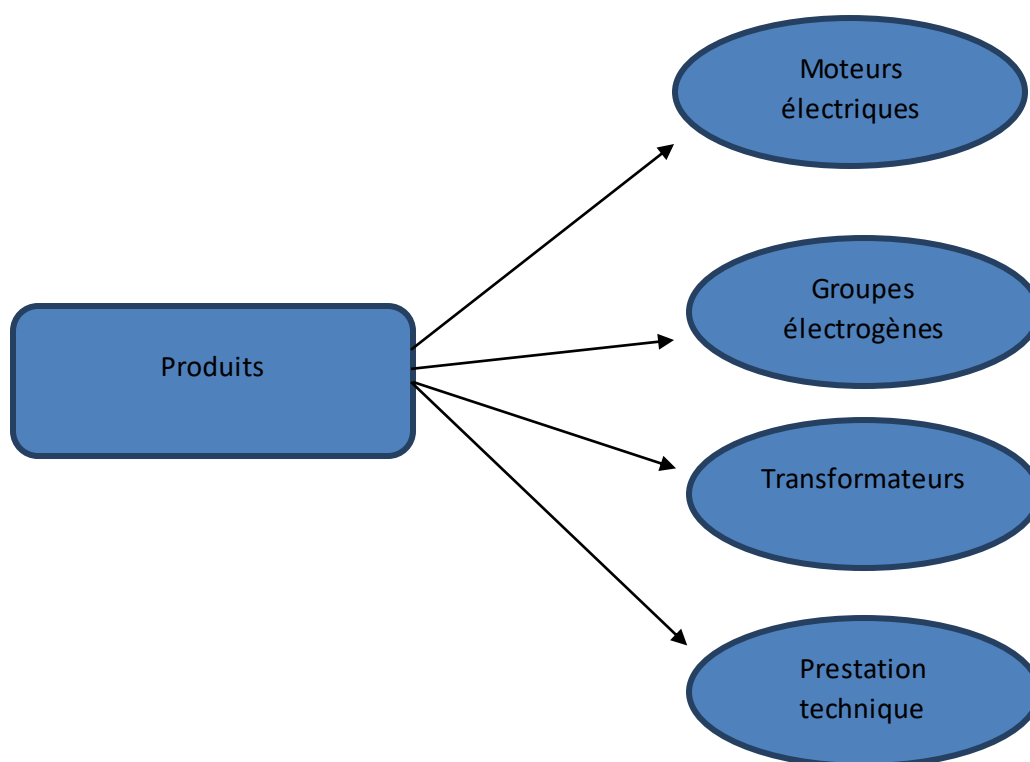 Moteurs
électriques
Groupes
électrogènes
Produits
Transformateurs
Prestation
technique